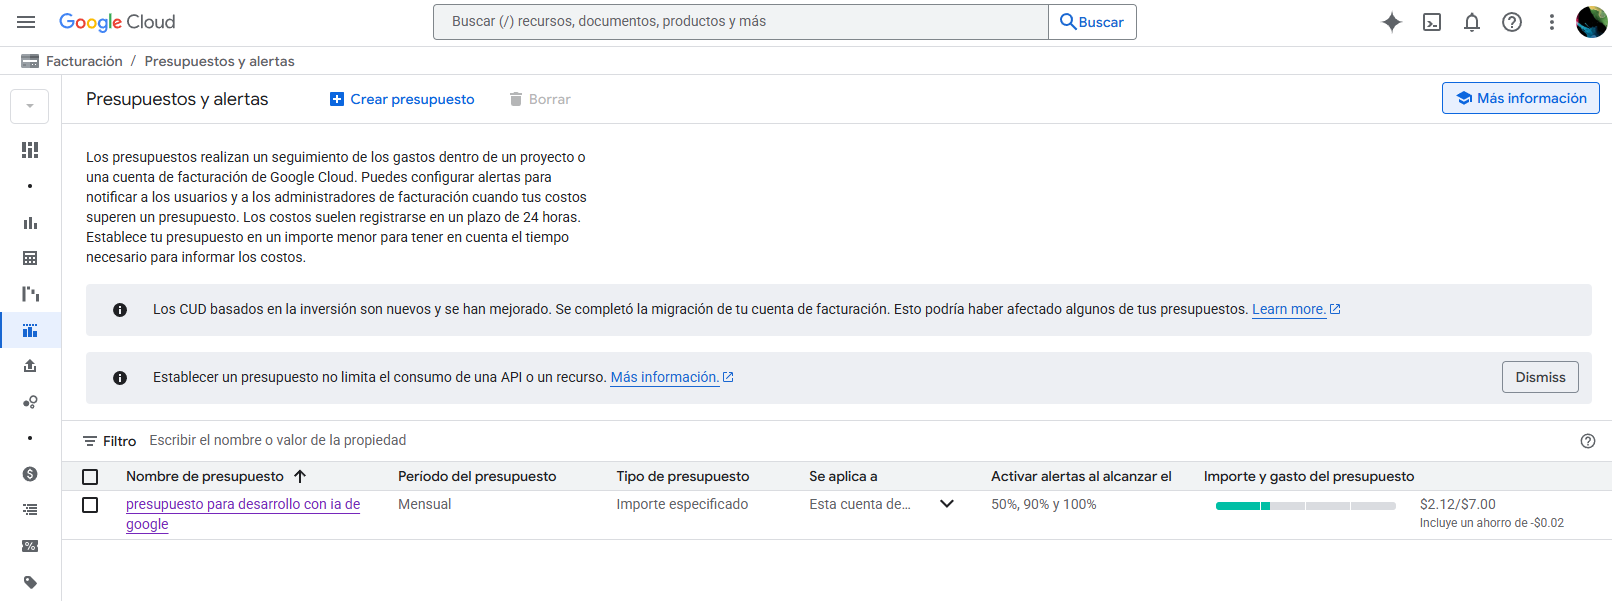 Google Cloud
Buscar (/) recursos, documentos, productos y más
Buscar
Facturación / Presupuestos y alertas
Presupuestos y alertas
Crear presupuesto
Borrar
Más información
Los presupuestos realizan un seguimiento de los gastos dentro de un proyecto o
una cuenta de facturación de Google Cloud. Puedes configurar alertas para
notificar a los usuarios y a los administradores de facturación cuando tus costos
superen un presupuesto. Los costos suelen registrarse en un plazo de 24 horas.
Establece tu presupuesto en un importe menor para tener en cuenta el tiempo
necesario para informar los costos.
Los CUD basados en la inversión son nuevos y se han mejorado. Se completó la migración de tu cuenta de facturación. Esto podría haber afectado algunos de tus presupuestos. Learn more.
Establecer un presupuesto no limita el consumo de una API o un recurso. Más información.
Dismiss
Filtro Escribir el nombre o valor de la propiedad
Nombre de presupuesto Período del presupuesto Tipo de presupuesto Se aplica a Activar alertas al alcanzar el Importe y gasto del presupuesto
presupuesto para desarrollo con ia de Mensual Importe especificado Esta cuenta de... 50%, 90% y 100% $2.12/$7.00
google Incluye un ahorro de -$0.02